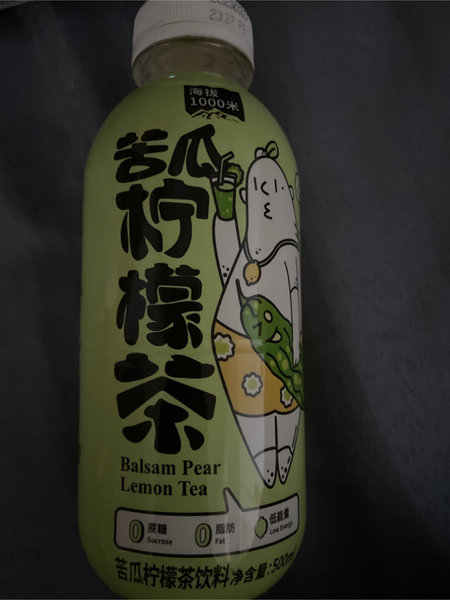 海拔
1000米
苦瓜
柠
檬
茶
Balsam Pear
Lemon Tea
0 蔗糖
Sucrose
0 脂肪
Fat
低能量
Low Energy
苦瓜柠檬茶饮料 净含量:500ml